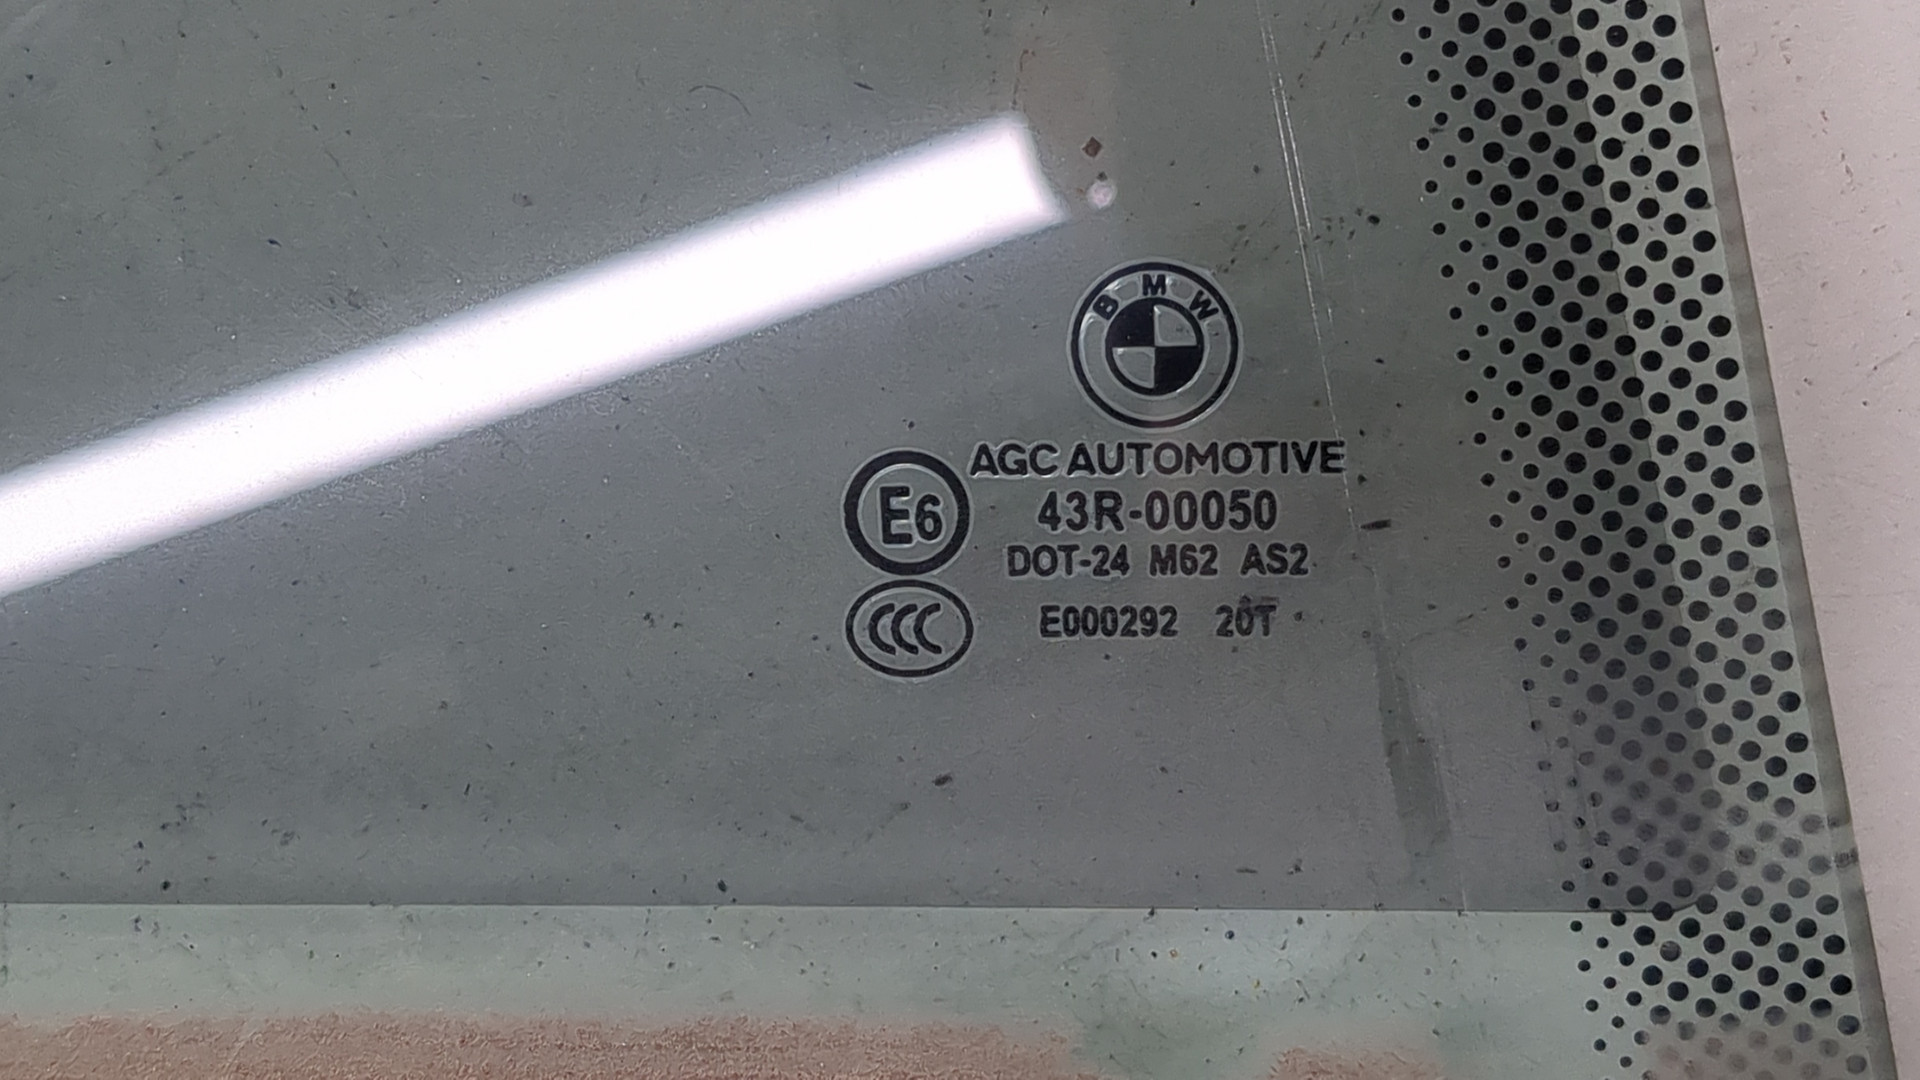 BMW
AGC AUTOMOTIVE
E6
43R-00050
DOT-24 M62 AS2
CCC
E000292 20T